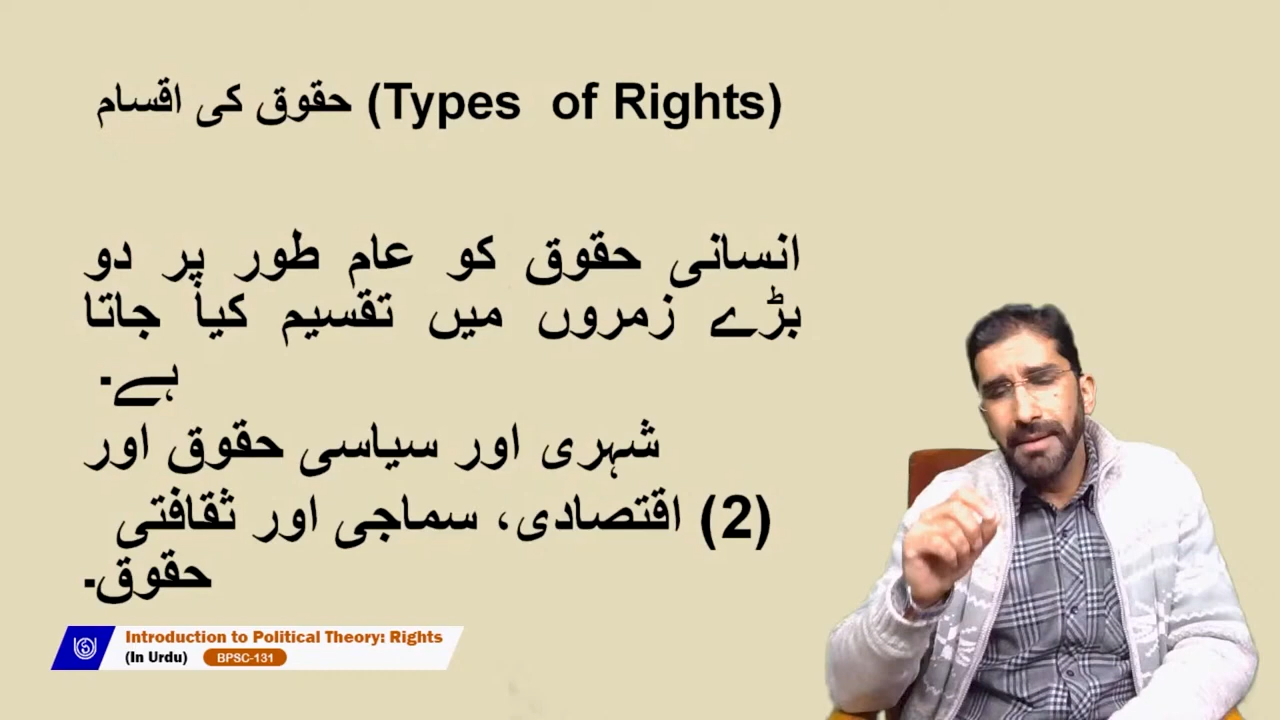 حقوق کی اقسام (Types of Rights)
انسانی حقوق کو عام طور پر دو
بڑے زمروں میں تقسیم کیا جاتا
ہے۔
شہری اور سیاسی حقوق اور
(2) اقتصادی، سماجی اور ثقافتی
حقوق۔
Introduction to Political Theory: Rights
(In Urdu) BPSC-131